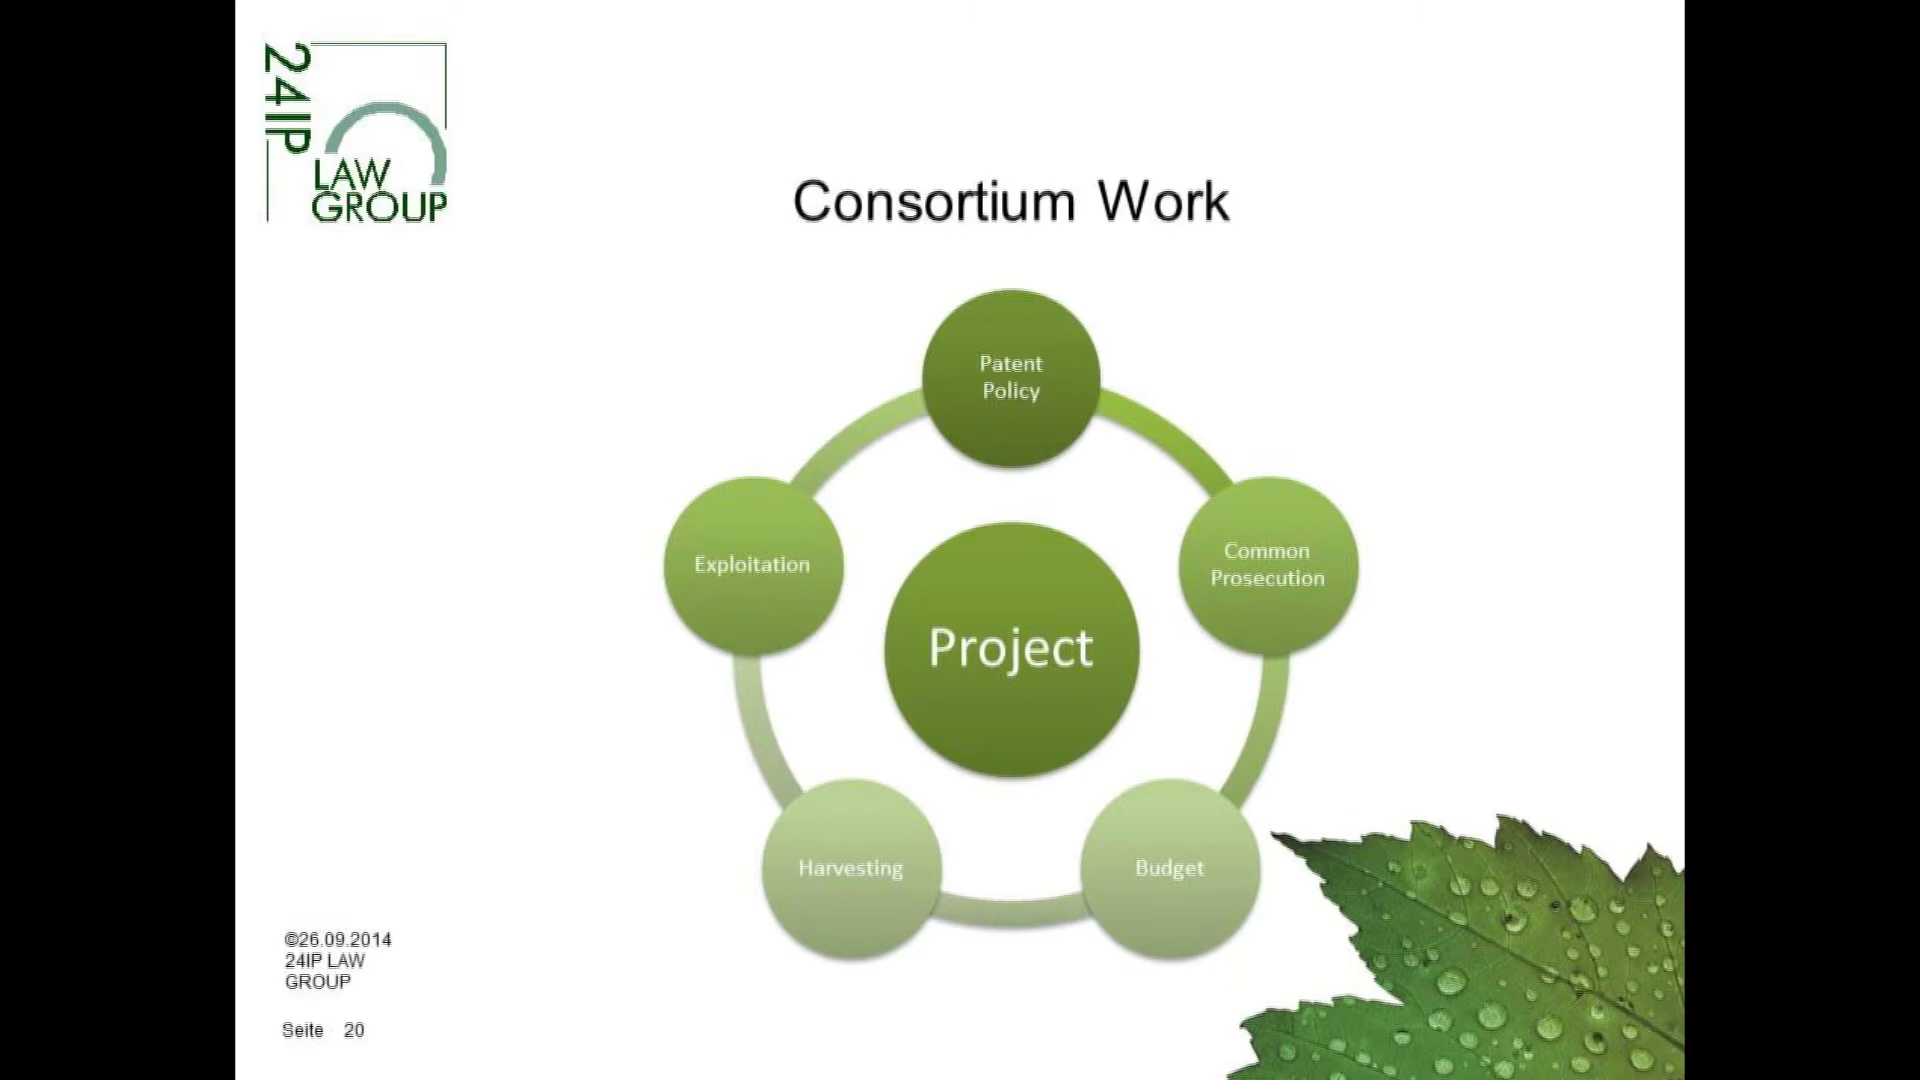 24IP
LAW
GROUP
Consortium Work
Patent
Policy
Common
Prosecution
Exploitation
Project
Harvesting
Budget
©26.09.2014
24IP LAW
GROUP
Seite 20